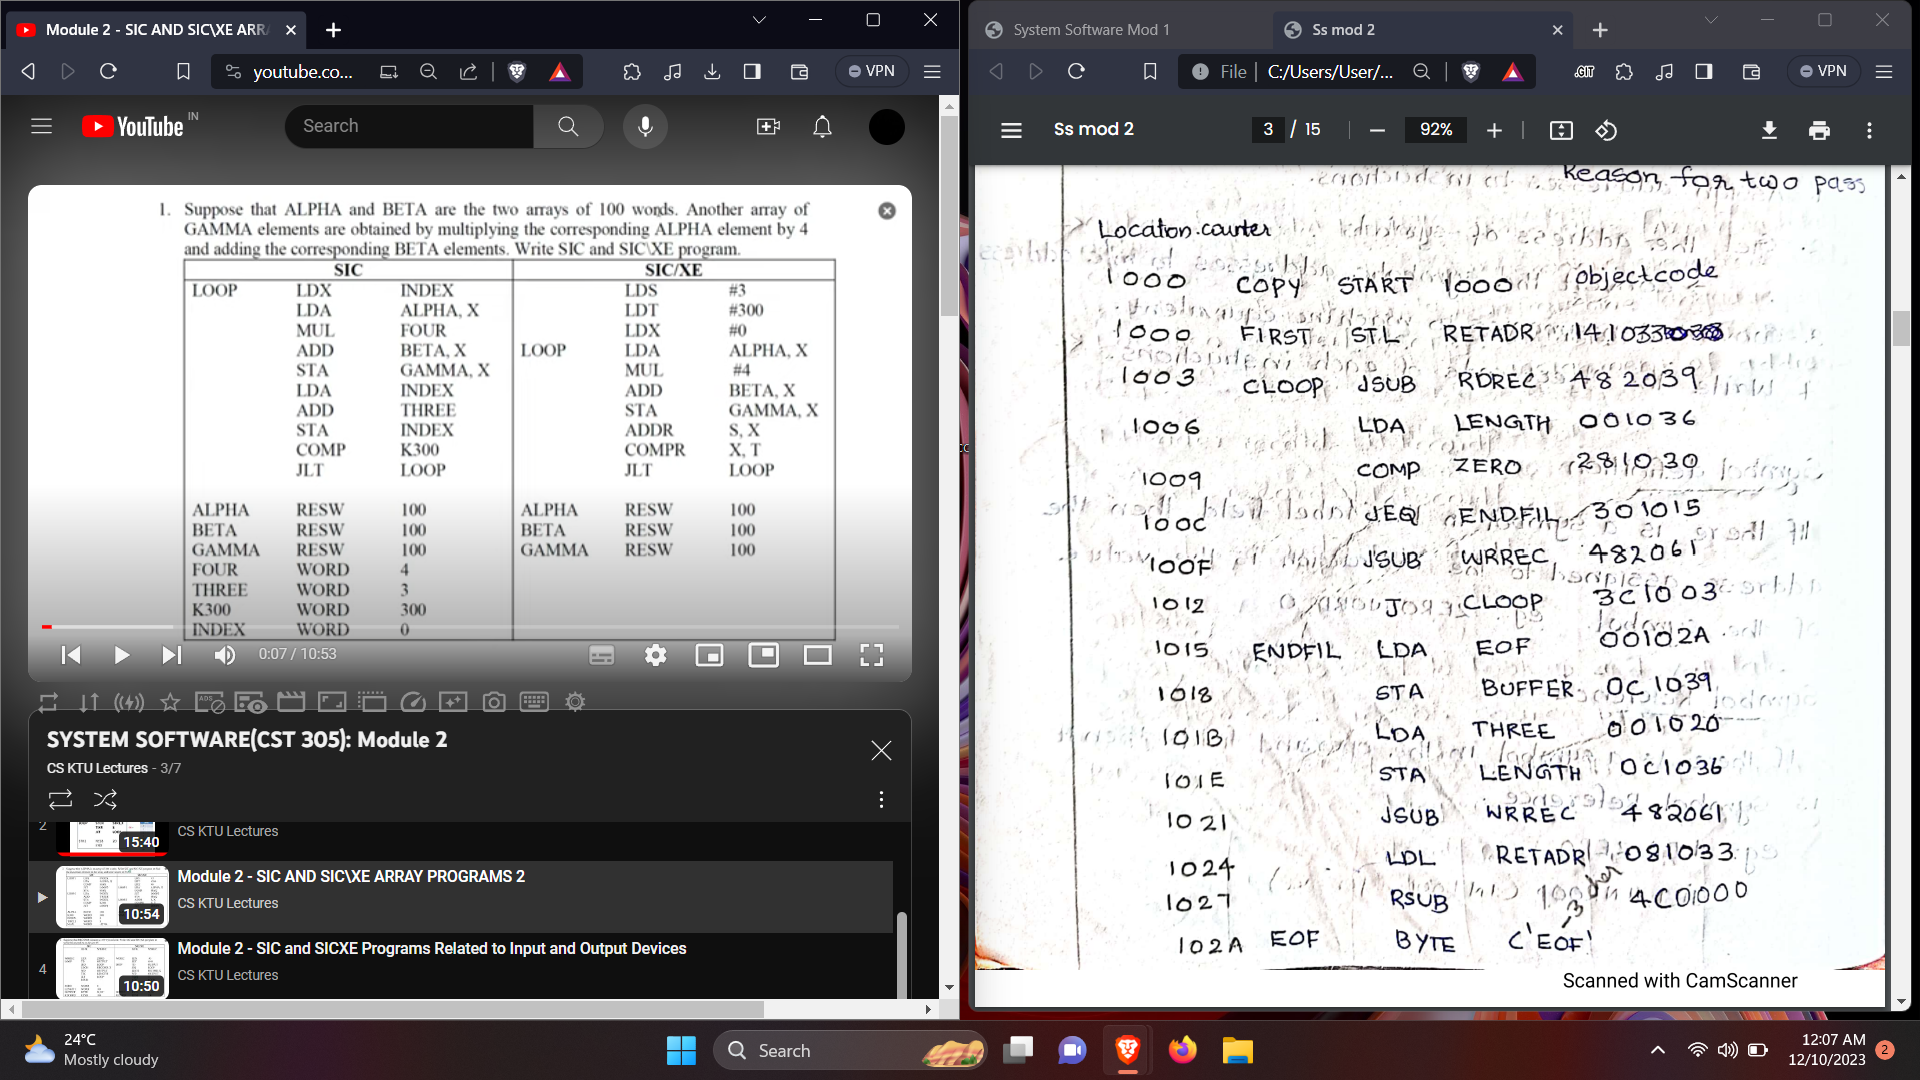 Module 2 - SIC AND SIC\XE ARR
youtube.co...
VPN
YouTube IN
Search
1. Suppose that ALPHA and BETA are the two arrays of 100 words. Another array of
GAMMA elements are obtained by multiplying the corresponding ALPHA element by 4
and adding the corresponding BETA elements. Write SIC and SIC\XE program.
SIC SIC/XE
LOOP LDX INDEX LDS #3
LDA ALPHA, X LDT #300
MUL FOUR LDX #0
ADD BETA, X LOOP LDA ALPHA, X
STA GAMMA, X MUL #4
LDA INDEX ADD BETA, X
ADD THREE STA GAMMA, X
STA INDEX ADDR S, X
COMP K300 COMPR X, T
JLT LOOP JLT LOOP
ALPHA RESW 100 ALPHA RESW 100
BETA RESW 100 BETA RESW 100
GAMMA RESW 100 GAMMA RESW 100
FOUR WORD 4
THREE WORD 3
K300 WORD 300
INDEX WORD 0
0:07 / 10:53
SYSTEM SOFTWARE(CST 305): Module 2
CS KTU Lectures - 3/7
2
15:40
CS KTU Lectures
Module 2 - SIC AND SIC\XE ARRAY PROGRAMS 2
CS KTU Lectures
10:54
4
Module 2 - SIC and SICXE Programs Related to Input and Output Devices
CS KTU Lectures
10:50
System Software Mod 1
Ss mod 2
File C:/Users/User/...
VPN
Ss mod 2
3 / 15
92%
Reason for two pass
Location counter
1000 COPY START 1000 objectcode
1000 FIRST STL RETADR 141033
1003 CLOOP JSUB RDREC 482039
1006 LDA LENGTH 001036
1009 COMP ZERO 281030
100C JEQ ENDFIL 301015
100F JSUB WRREC 482061
1012 J CLOOP 3C1003
1015 ENDFIL LDA EOF 00102A
1018 STA BUFFER 0C1039
101B LDA THREE 001020
101E STA LENGTH 0C1036
1021 JSUB WRREC 482061
1024 LDL RETADR 081033
1027 RSUB 4C0000
102A EOF BYTE C'EOF'
Scanned with CamScanner
24°C
Mostly cloudy
Search
12:07 AM
12/10/2023
2